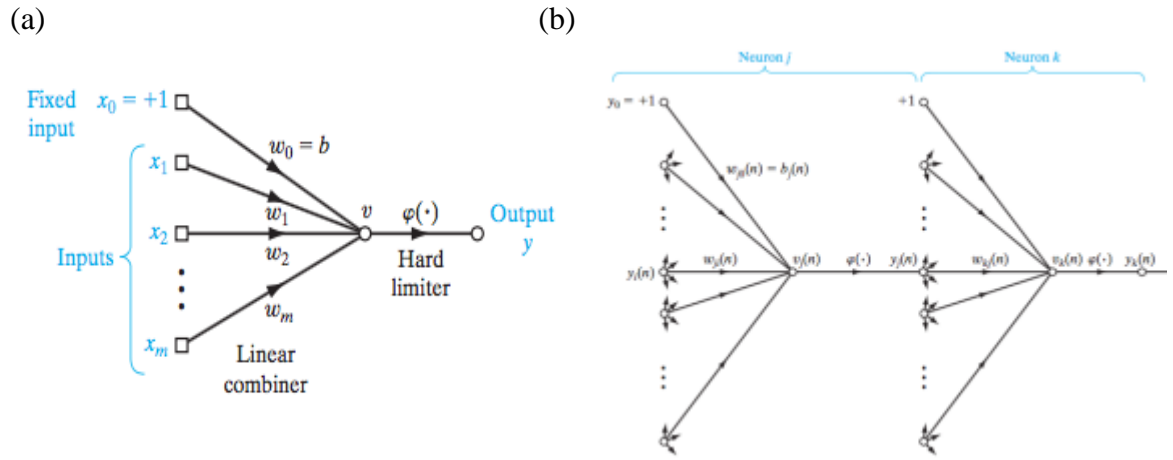 (a)
Fixed input
x₀ = +1
w₀ = b
Inputs
x₁
w₁
x₂
w₂
⋮
xₘ
wₘ
v
φ(·)
Output y
Hard limiter
Linear combiner
(b)
Neuron j
Neuron k
y₀ = +1
+1
wⱼ₀(n) = bⱼ(n)
⋮
yᵢ(n)
wⱼᵢ(n)
vⱼ(n)
φ(·)
yⱼ(n)
wₖⱼ(n)
vₖ(n)
φ(·)
yₖ(n)
⋮
⋮
⋮